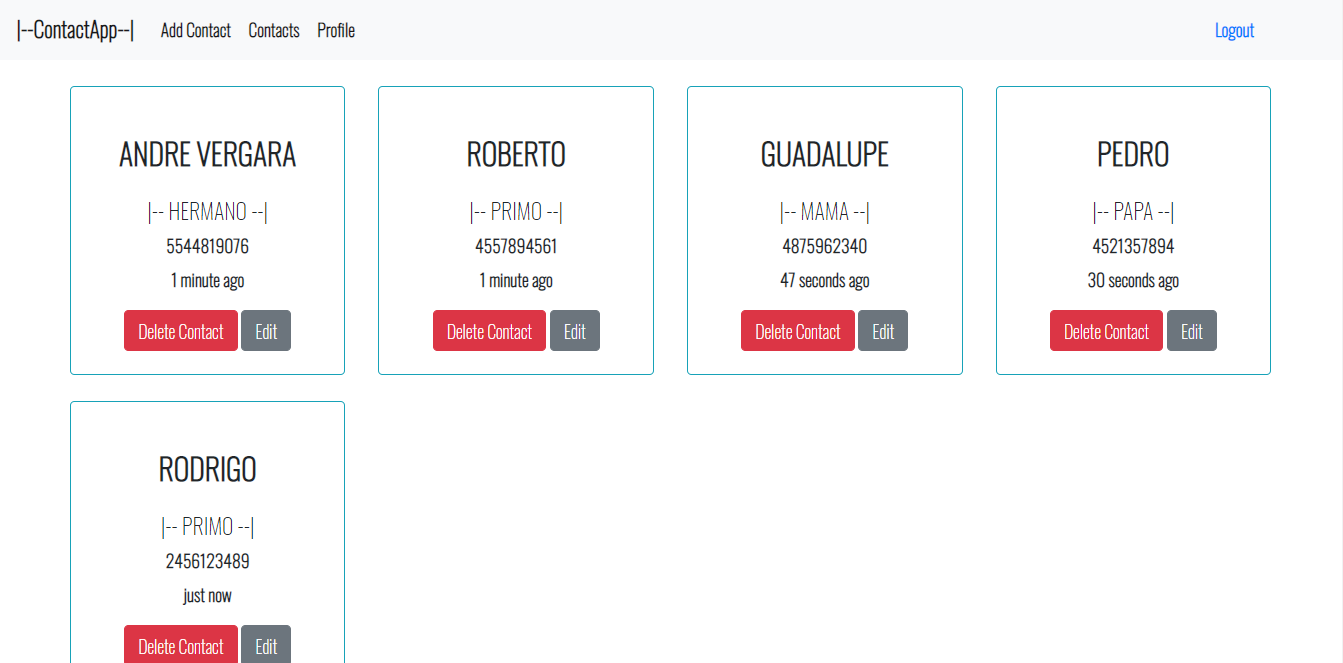 |--ContactApp--| Add Contact Contacts Profile Logout
ANDRE VERGARA
|-- HERMANO --|
5544819076
1 minute ago
Delete Contact Edit
ROBERTO
|-- PRIMO --|
4557894561
1 minute ago
Delete Contact Edit
GUADALUPE
|-- MAMA --|
4875962340
47 seconds ago
Delete Contact Edit
PEDRO
|-- PAPA --|
4521357894
30 seconds ago
Delete Contact Edit
RODRIGO
|-- PRIMO --|
2456123489
just now
Delete Contact Edit